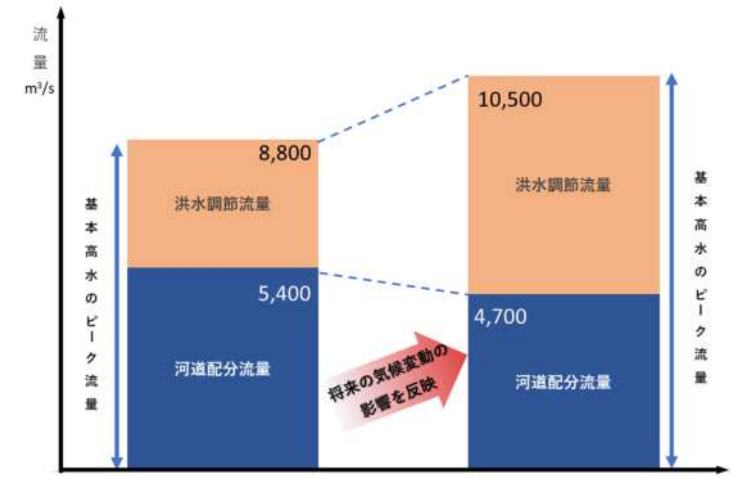 流
量
m³/s
8,800
洪水調節流量
5,400
河道配分流量
基本高水のピーク流量
10,500
洪水調節流量
4,700
河道配分流量
基本高水のピーク流量
将来の気候変動の
影響を反映